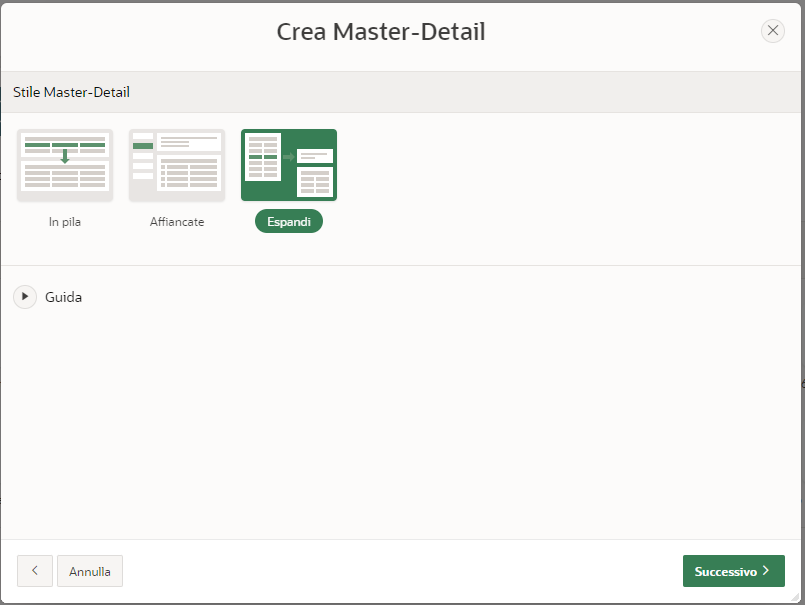 Crea Master-Detail
Stile Master-Detail
In pila
Affiancate
Espandi
Guida
Annulla
Successivo